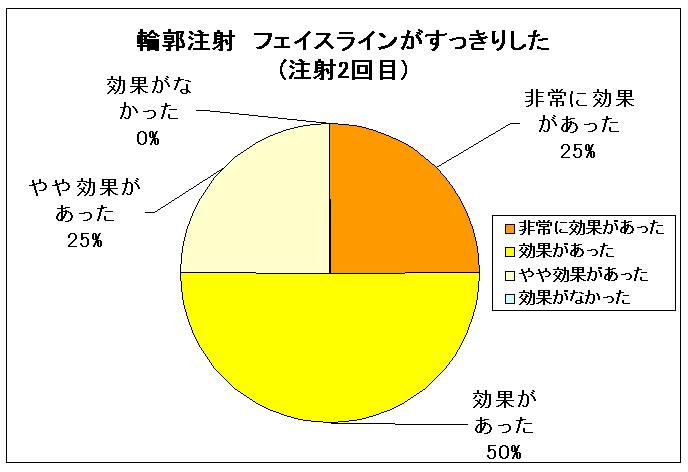 輪郭注射　フェイスラインがすっきりした
（注射2回目）
効果がな
かった
0%
非常に効果
があった
25%
やや効果が
あった
25%
非常に効果があった
効果があった
やや効果があった
効果がなかった
効果が
あった
50%